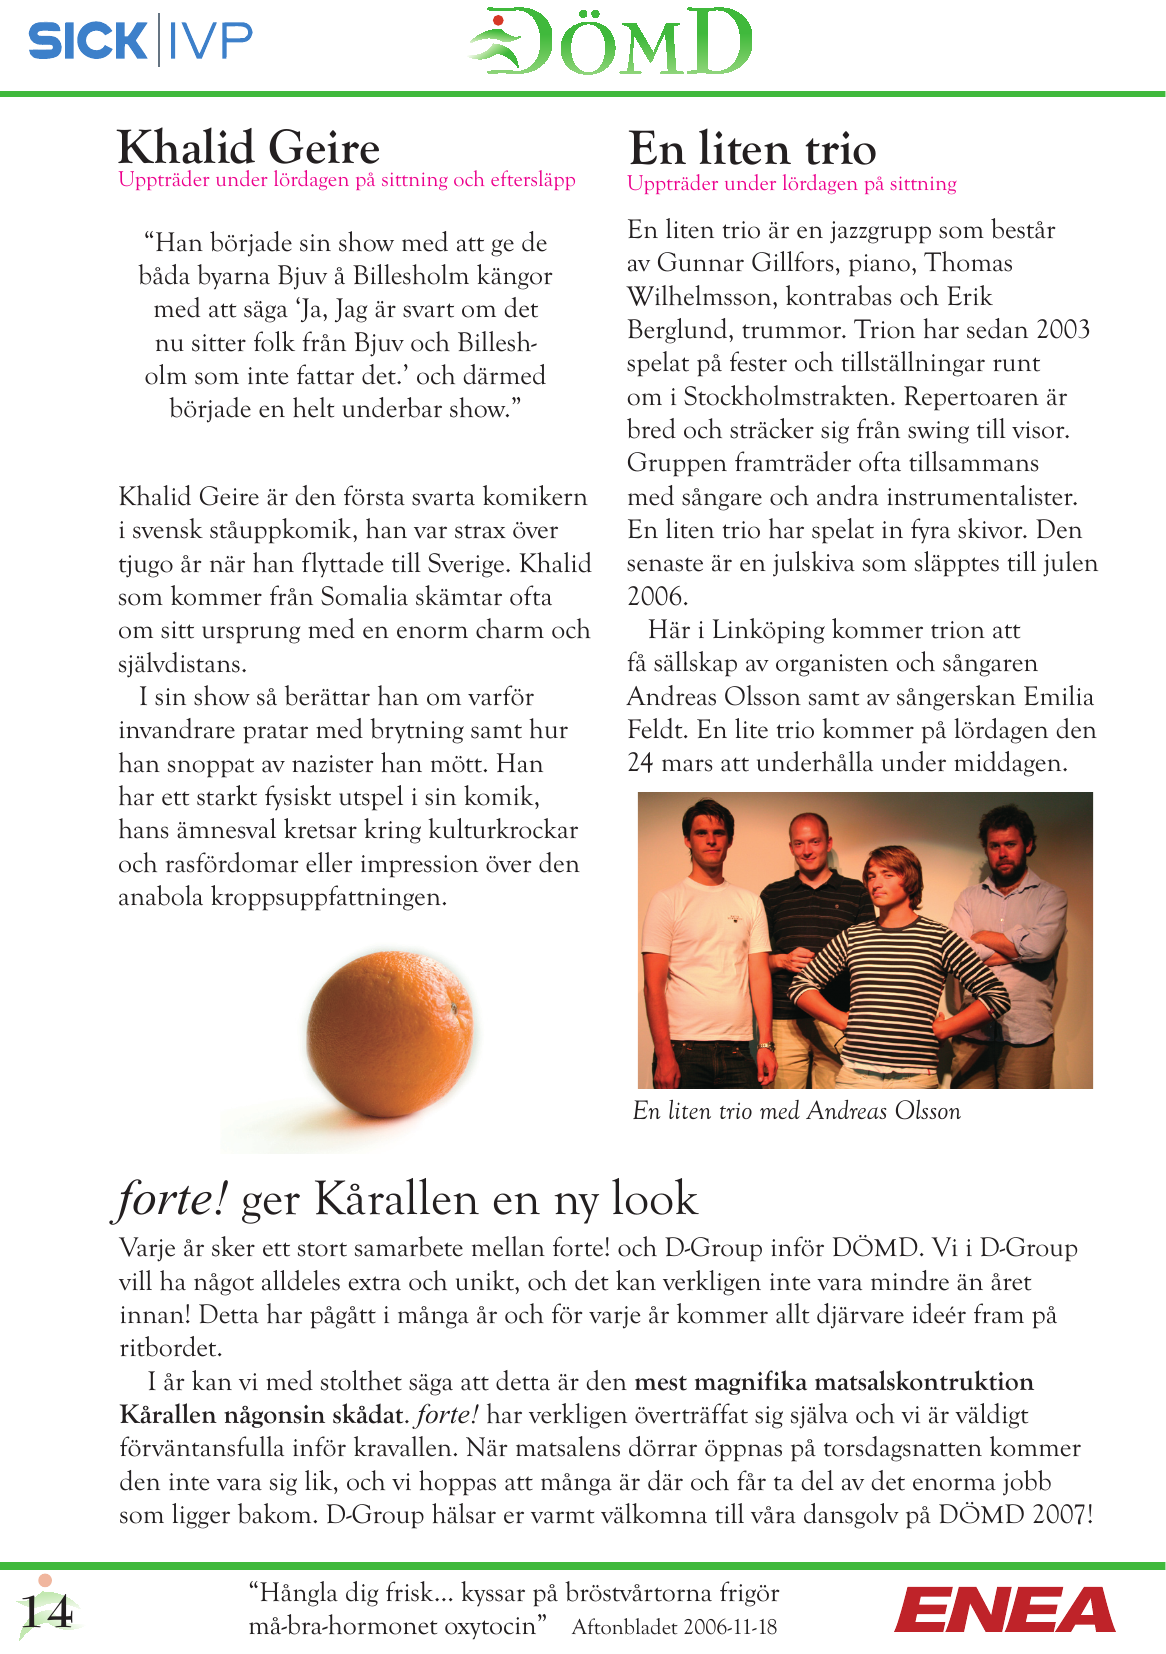 SICK IVP
DÖMD
Khalid Geire
Uppträder under lördagen på sittning och eftersläpp
“Han började sin show med att ge de
båda byarna Bjuv å Billesholm kängor
med att säga ‘Ja, Jag är svart om det
nu sitter folk från Bjuv och Billesh-
olm som inte fattar det.’ och därmed
började en helt underbar show.”
Khalid Geire är den första svarta komikern
i svensk ståuppkomik, han var strax över
tjugo år när han flyttade till Sverige. Khalid
som kommer från Somalia skämtar ofta
om sitt ursprung med en enorm charm och
självdistans.
I sin show så berättar han om varför
invandrare pratar med brytning samt hur
han snoppat av nazister han mött. Han
har ett starkt fysiskt utspel i sin komik,
hans ämnesval kretsar kring kulturkrockar
och rasfördomar eller impression över den
anabola kroppsuppfattningen.
En liten trio
Uppträder under lördagen på sittning
En liten trio är en jazzgrupp som består
av Gunnar Gillfors, piano, Thomas
Wilhelmsson, kontrabas och Erik
Berglund, trummor. Trion har sedan 2003
spelat på fester och tillställningar runt
om i Stockholmstrakten. Repertoaren är
bred och sträcker sig från swing till visor.
Gruppen framträder ofta tillsammans
med sångare och andra instrumentalister.
En liten trio har spelat in fyra skivor. Den
senaste är en julskiva som släpptes till julen
2006.
Här i Linköping kommer trion att
få sällskap av organisten och sångaren
Andreas Olsson samt av sångerskan Emilia
Feldt. En lite trio kommer på lördagen den
24 mars att underhålla under middagen.
En liten trio med Andreas Olsson
forte! ger Kårallen en ny look
Varje år sker ett stort samarbete mellan forte! och D-Group inför DÖMD. Vi i D-Group
vill ha något alldeles extra och unikt, och det kan verkligen inte vara mindre än året
innan! Detta har pågått i många år och för varje år kommer allt djärvare ideér fram på
ritbordet.
I år kan vi med stolthet säga att detta är den mest magnifika matsalskontruktion
Kårallen någonsin skådat. forte! har verkligen överträffat sig själva och vi är väldigt
förväntansfulla inför kravallen. När matsalens dörrar öppnas på torsdagsnatten kommer
den inte vara sig lik, och vi hoppas att många är där och får ta del av det enorma jobb
som ligger bakom. D-Group hälsar er varmt välkomna till våra dansgolv på DÖMD 2007!
14
“Hångla dig frisk... kyssar på bröstvårtorna frigör
må-bra-hormonet oxytocin” Aftonbladet 2006-11-18
ENEA